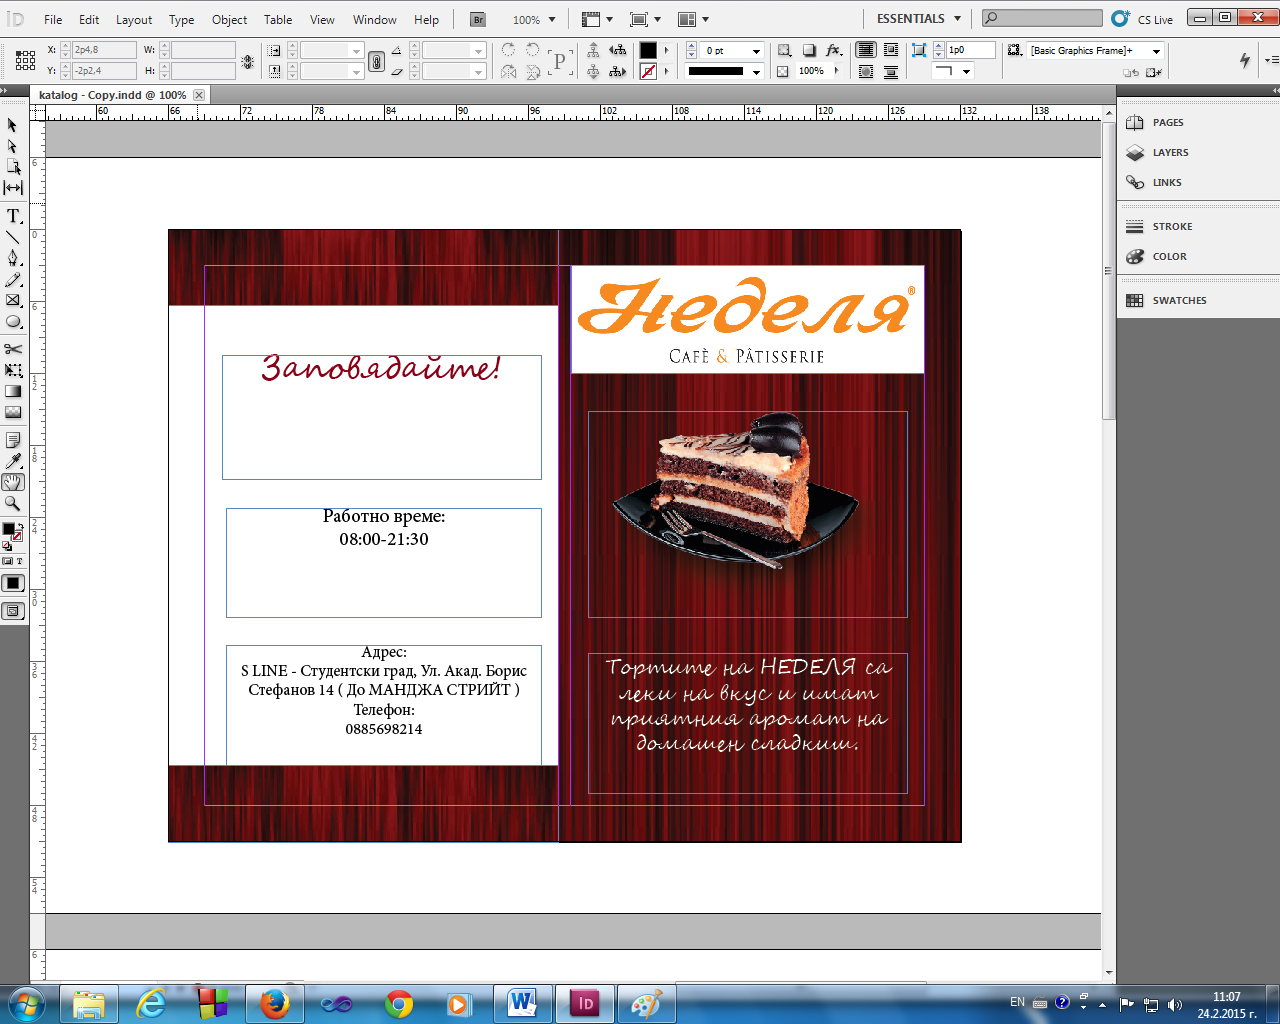 File Edit Layout Type Object Table View Window Help Br 100% ESSENTIALS CS Live
X: 2p4,8 W: 0 pt 1p0 [Basic Graphics Frame]+
Y: -2p2,4 H: 100%
katalog - Copy.indd @ 100%
60 66 72 78 84 90 96 102 108 114 120 126 132 138
PAGES
LAYERS
LINKS
STROKE
COLOR
SWATCHES
Заповядайте!
Работно време:
08:00-21:30
Адрес:
S LINE - Студентски град, Ул. Акад. Борис
Стефанов 14 ( До МАНДЖА СТРИЙТ )
Телефон:
0885698214
Неделя®
CAFÈ & PÂTISSERIE
Тортите на НЕДЕЛЯ са
леки на вкус и имат
приятния аромат на
домашен сладкиш.
EN 11:07
24.2.2015 г.